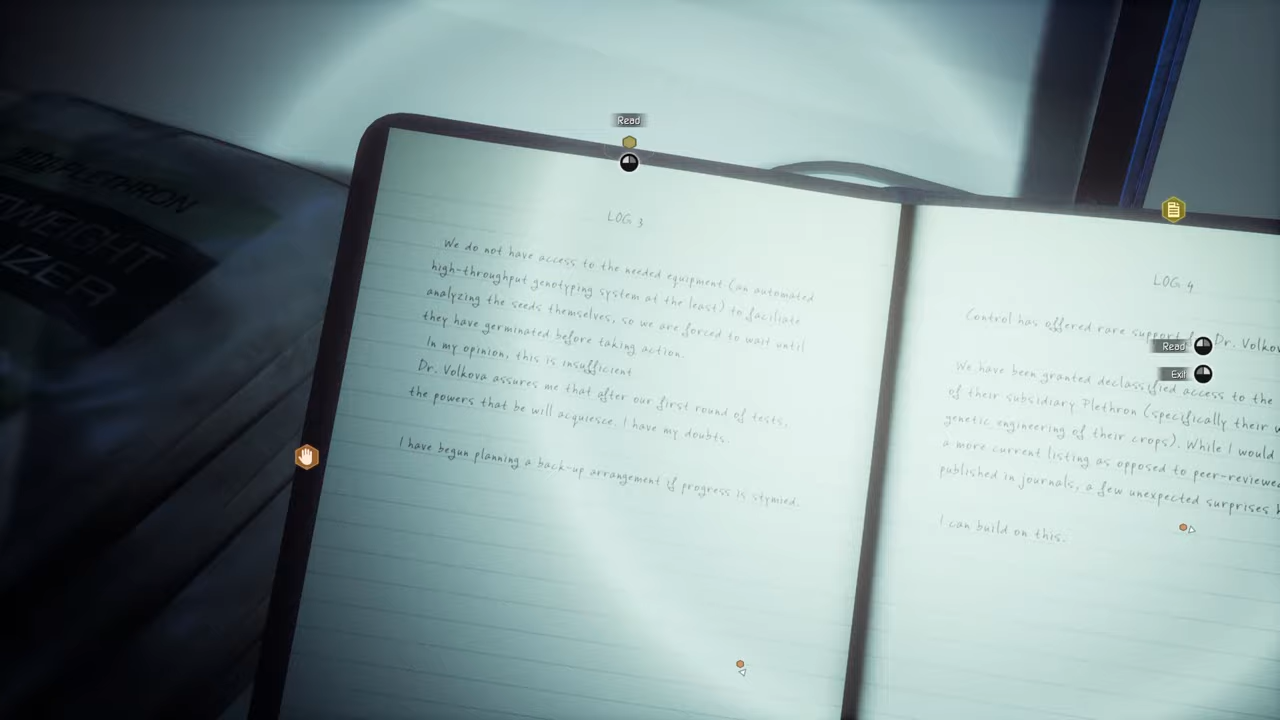 PLETHRON
TWEIGHT
IZER
Read
LOG 3
We do not have access to the needed equipment (an automated
high-throughput genotyping system at the least) to faciliate
analyzing the seeds themselves, so we are forced to wait until
they have germinated before taking action.
In my opinion, this is insufficient
Dr. Volkova assures me that after our first round of tests,
the powers that be will acquiesce. I have my doubts.
I have begun planning a back-up arrangement if progress is stymied.
LOG 4
Control has offered rare support Dr. Volkov
We have been granted declassified access to the
of their subsidiary Plethron (specifically their
genetic engineering of their crops). While I would
a more current listing as opposed to peer-reviewe
published in journals, a few unexpected surprises
I can build on this.
Read
Exit